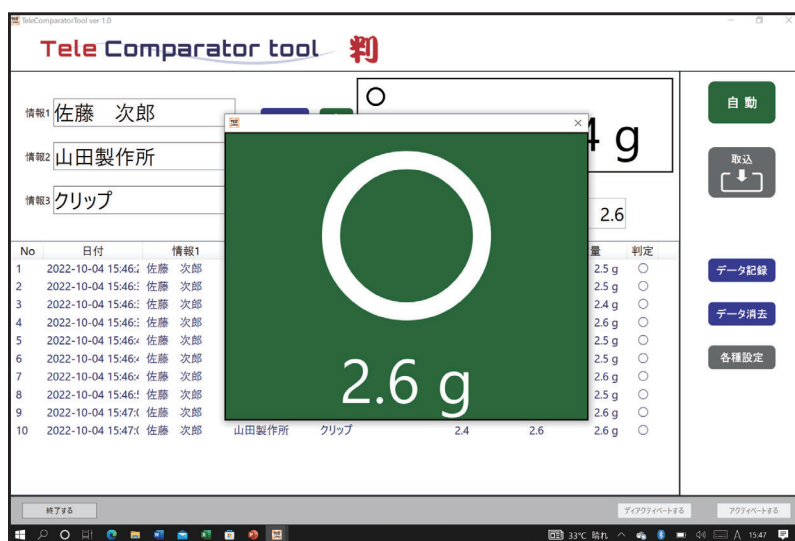 TeleComparatorTool ver 1.0
Tele Comparator tool 判
情報1 佐藤 次郎
情報2 山田製作所
情報3 クリップ
○
4 g
2.6
自動
取込
データ記録
データ消去
各種設定
○
2.6 g
No 日付 情報1 量 判定
1 2022-10-04 15:46: 佐藤 次郎 2.5 g ○
2 2022-10-04 15:46: 佐藤 次郎 2.5 g ○
3 2022-10-04 15:46: 佐藤 次郎 2.4 g ○
4 2022-10-04 15:46: 佐藤 次郎 2.6 g ○
5 2022-10-04 15:46: 佐藤 次郎 2.5 g ○
6 2022-10-04 15:46: 佐藤 次郎 2.5 g ○
7 2022-10-04 15:46: 佐藤 次郎 2.6 g ○
8 2022-10-04 15:46: 佐藤 次郎 2.5 g ○
9 2022-10-04 15:47: 佐藤 次郎 2.6 g ○
10 2022-10-04 15:47: 佐藤 次郎 山田製作所 クリップ 2.4 2.6 2.6 g ○
終了する ディアクティベートする アクティベートする
33°C 晴れ A 15:47